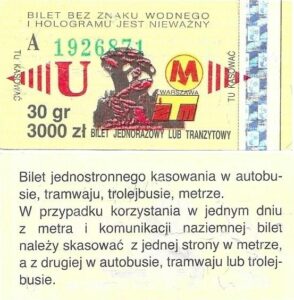 BILET BEZ ZNAKU WODNEGO
I HOLOGRAMU JEST NIEWAŻNY
A 1926871
TU KASOWAĆ
U
M
WARSZAWA
ZTM
TU KASOWAĆ
30 gr
3000 zł BILET JEDNORAZOWY LUB TRANZYTOWY
Bilet jednostronnego kasowania w autobu-
sie, tramwaju, trolejbusie, metrze.
W przypadku korzystania w jednym dniu
z metra i komunikacji naziemnej bilet
należy skasować z jednej strony w metrze,
a z drugiej w autobusie, tramwaju lub trolej-
busie.